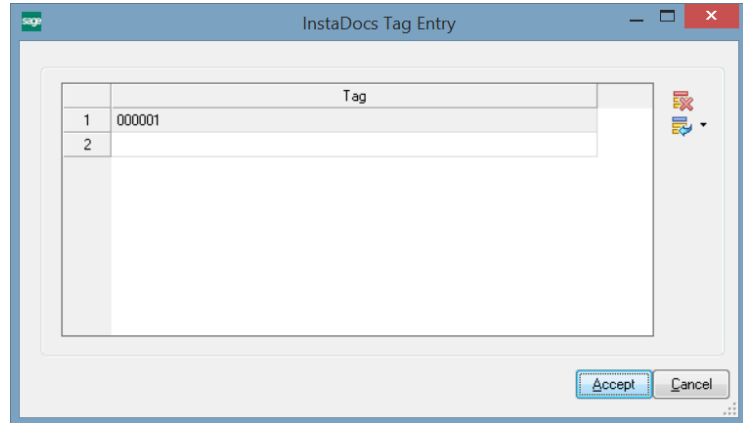 sage
InstaDocs Tag Entry
Tag
1 000001
2
Accept Cancel